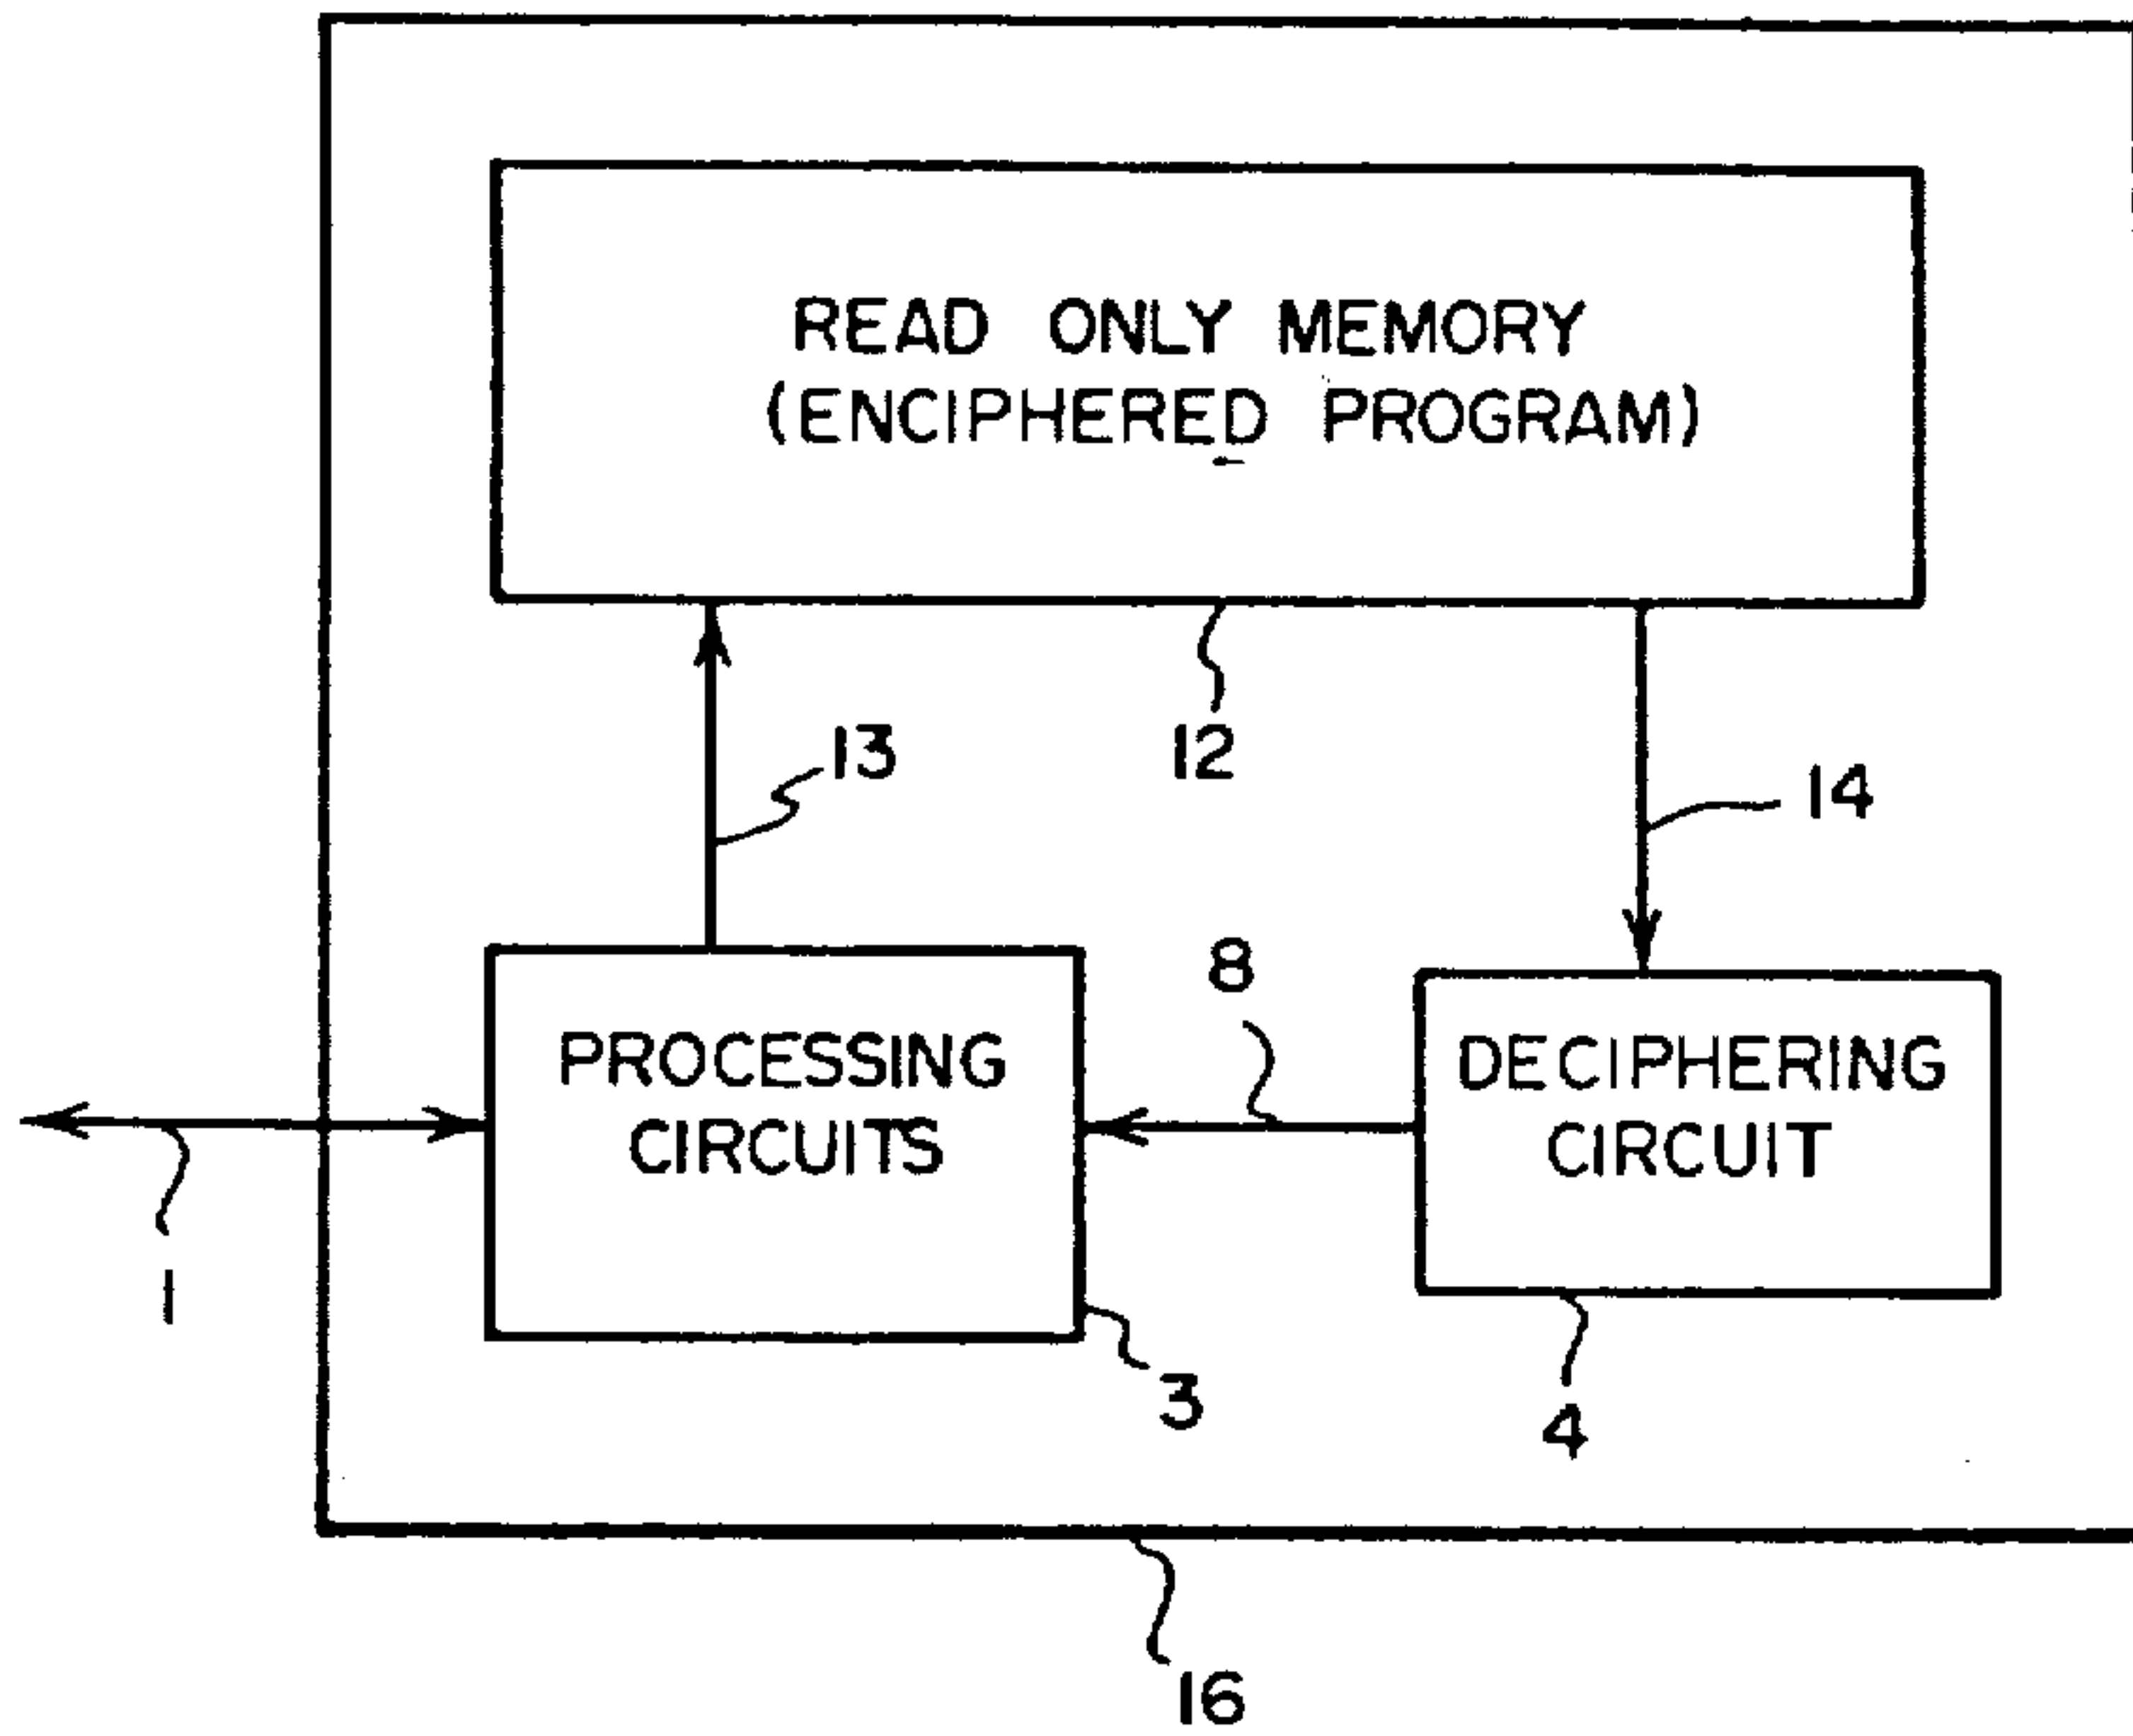 READ ONLY MEMORY
(ENCIPHERED PROGRAM)
13
12
14
8
PROCESSING
CIRCUITS
DECIPHERING
CIRCUIT
1
3
4
16